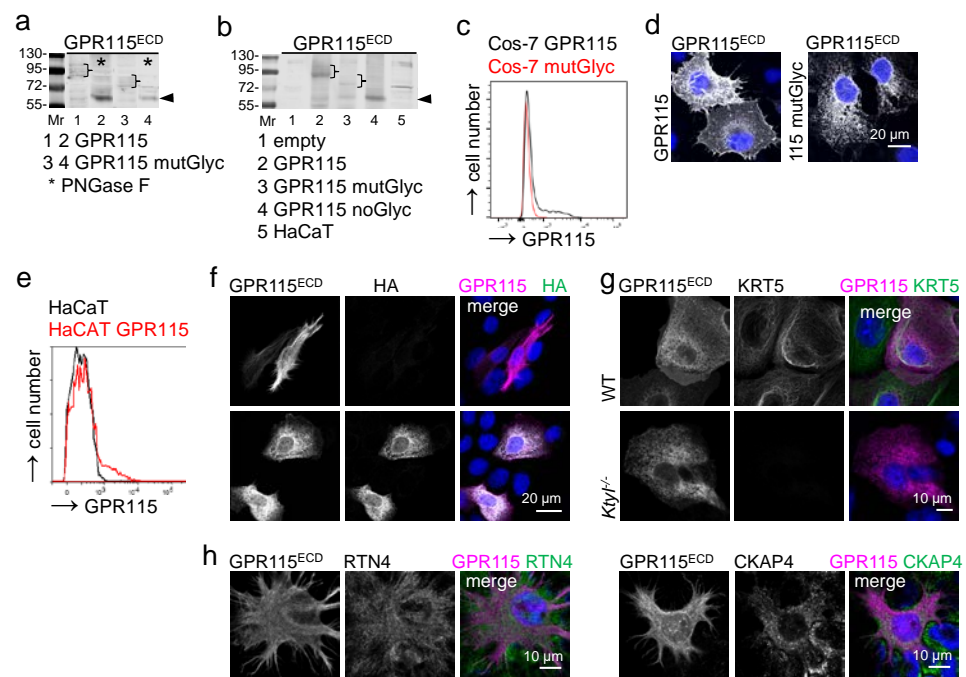 a
GPR115ECD
130-
95-
72-
55-
* *
Mr 1 2 3 4
1 2 GPR115
3 4 GPR115 mutGlyc
* PNGase F
b
GPR115ECD
130-
95-
72-
55-
Mr 1 2 3 4 5
1 empty
2 GPR115
3 GPR115 mutGlyc
4 GPR115 noGlyc
5 HaCaT
c
Cos-7 GPR115
Cos-7 mutGlyc
→ cell number
→ GPR115
d
GPR115ECD GPR115ECD
GPR115
115 mutGlyc
20 µm
e
HaCaT
HaCAT GPR115
→ cell number
→ GPR115
f
GPR115ECD HA GPR115 HA
merge
20 µm
g
GPR115ECD KRT5 GPR115 KRT5
merge
WT
KtyI-/-
10 µm
h
GPR115ECD RTN4 GPR115 RTN4
merge
10 µm
GPR115ECD CKAP4 GPR115 CKAP4
merge
10 µm